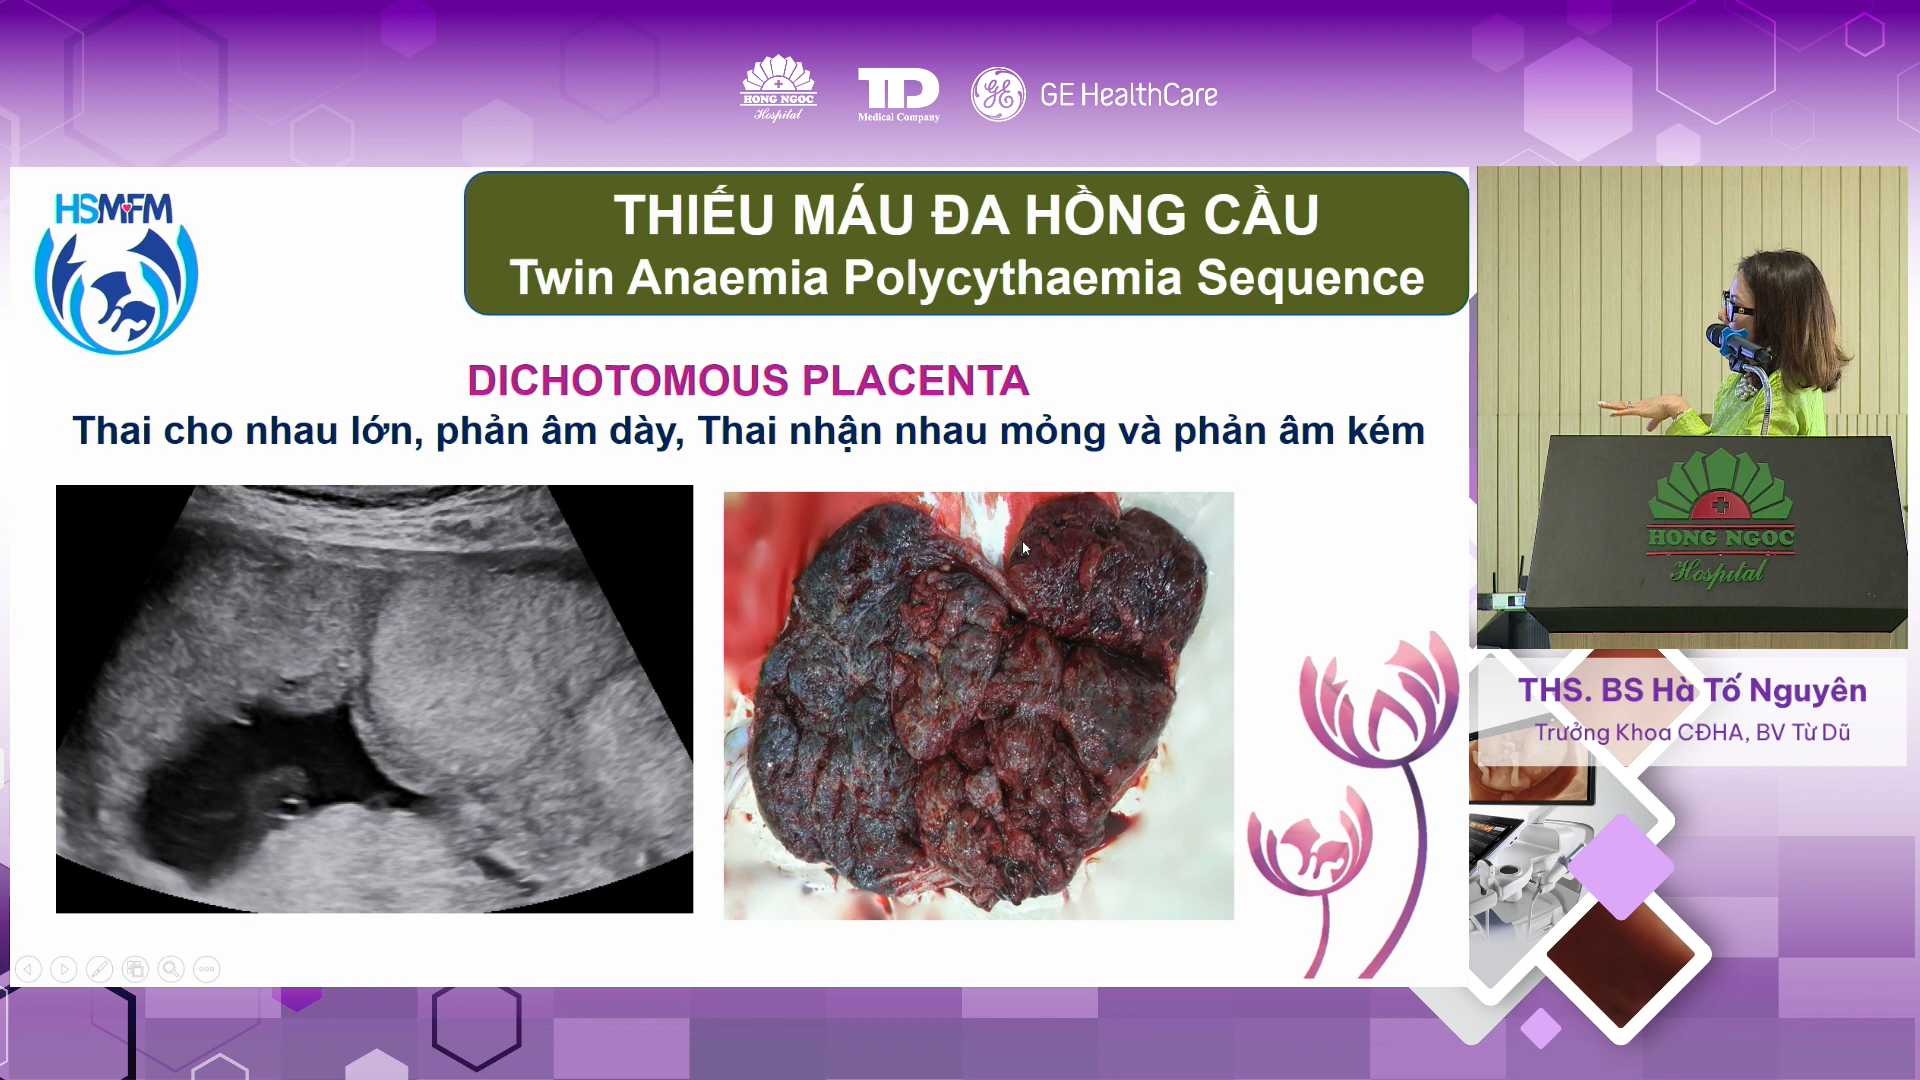 HONG NGOC
Hospital
TD
Medical Company
GE HealthCare
HSMFM
THIẾU MÁU ĐA HỒNG CẦU
Twin Anaemia Polycythaemia Sequence
DICHOTOMOUS PLACENTA
Thai cho nhau lớn, phản âm dày, Thai nhận nhau mỏng và phản âm kém
HONG NGOC
Hospital
THS. BS Hà Tố Nguyên
Trưởng Khoa CĐHA, BV Từ Dũ